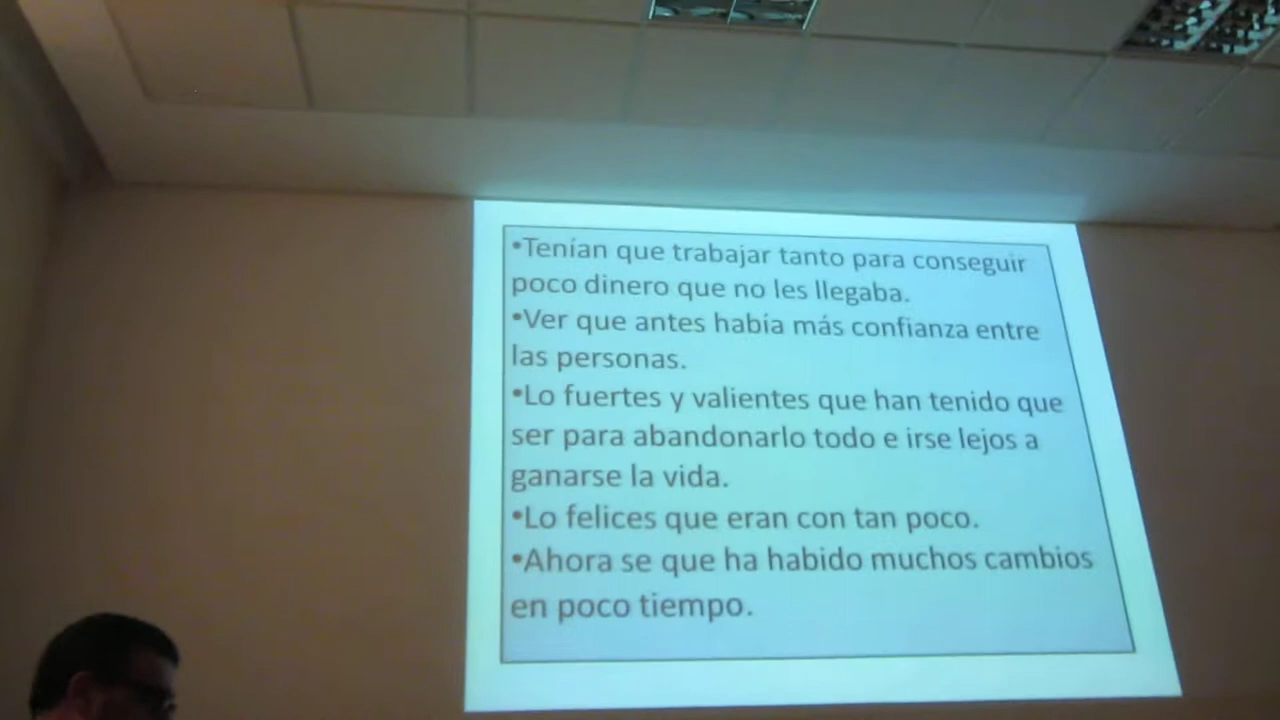 •Tenían que trabajar tanto para conseguir
poco dinero que no les llegaba.
•Ver que antes había más confianza entre
las personas.
•Lo fuertes y valientes que han tenido que
ser para abandonarlo todo e irse lejos a
ganarse la vida.
•Lo felices que eran con tan poco.
•Ahora se que ha habido muchos cambios
en poco tiempo.